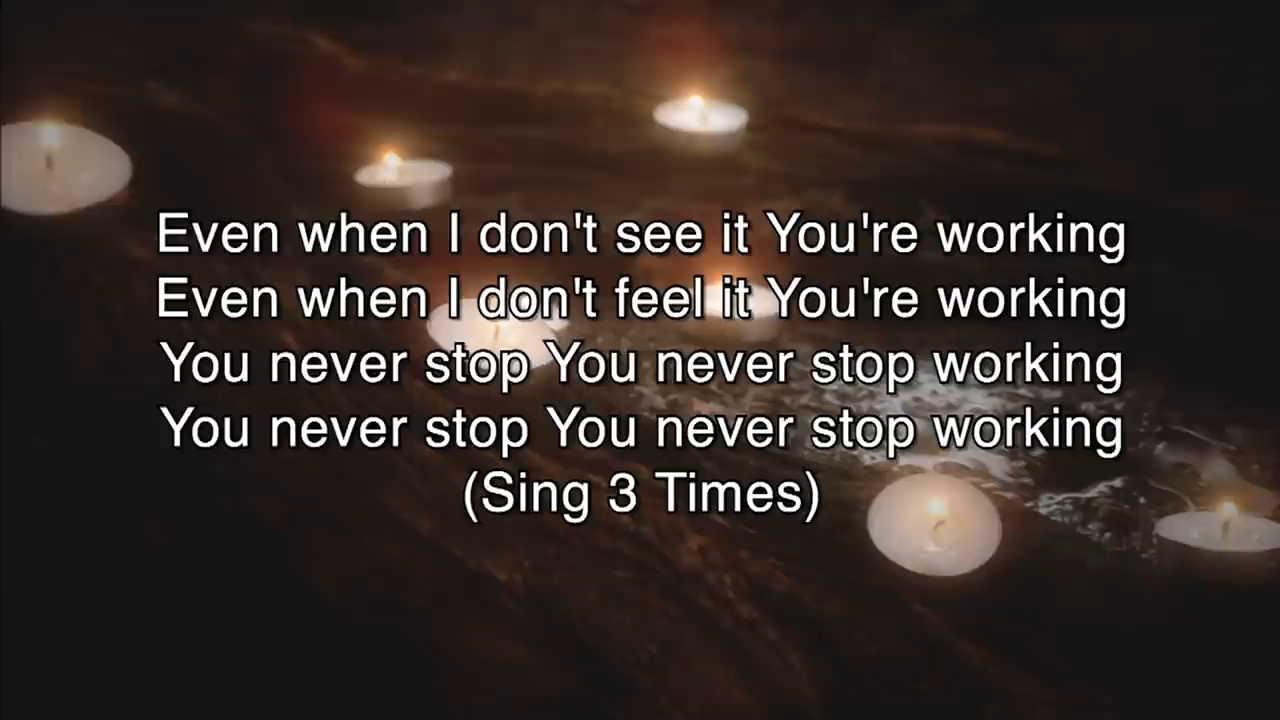 Even when I don't see it You're working
Even when I don't feel it You're working
You never stop You never stop working
You never stop You never stop working
(Sing 3 Times)